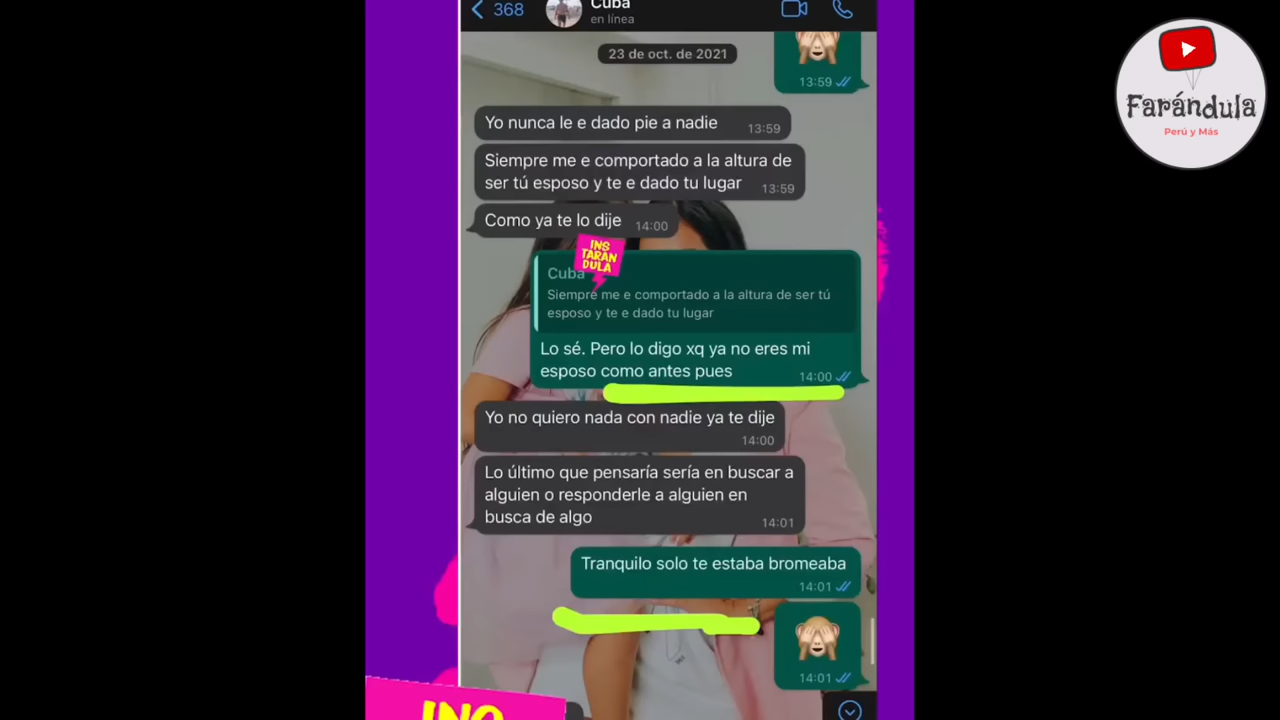 368
Cuba
en línea
23 de oct. de 2021
13:59
Yo nunca le e dado pie a nadie
13:59
Siempre me e comportado a la altura de
ser tú esposo y te e dado tu lugar
13:59
Como ya te lo dije
14:00
INS
TARÁN
DULA
Cuba
Siempre me e comportado a la altura de ser tú
esposo y te e dado tu lugar
Lo sé. Pero lo digo xq ya no eres mi
esposo como antes pues
14:00
Yo no quiero nada con nadie ya te dije
14:00
Lo último que pensaría sería en buscar a
alguien o responderle a alguien en
busca de algo
14:01
Tranquilo solo te estaba bromeaba
14:01
14:01
Farándula
Perú y Más